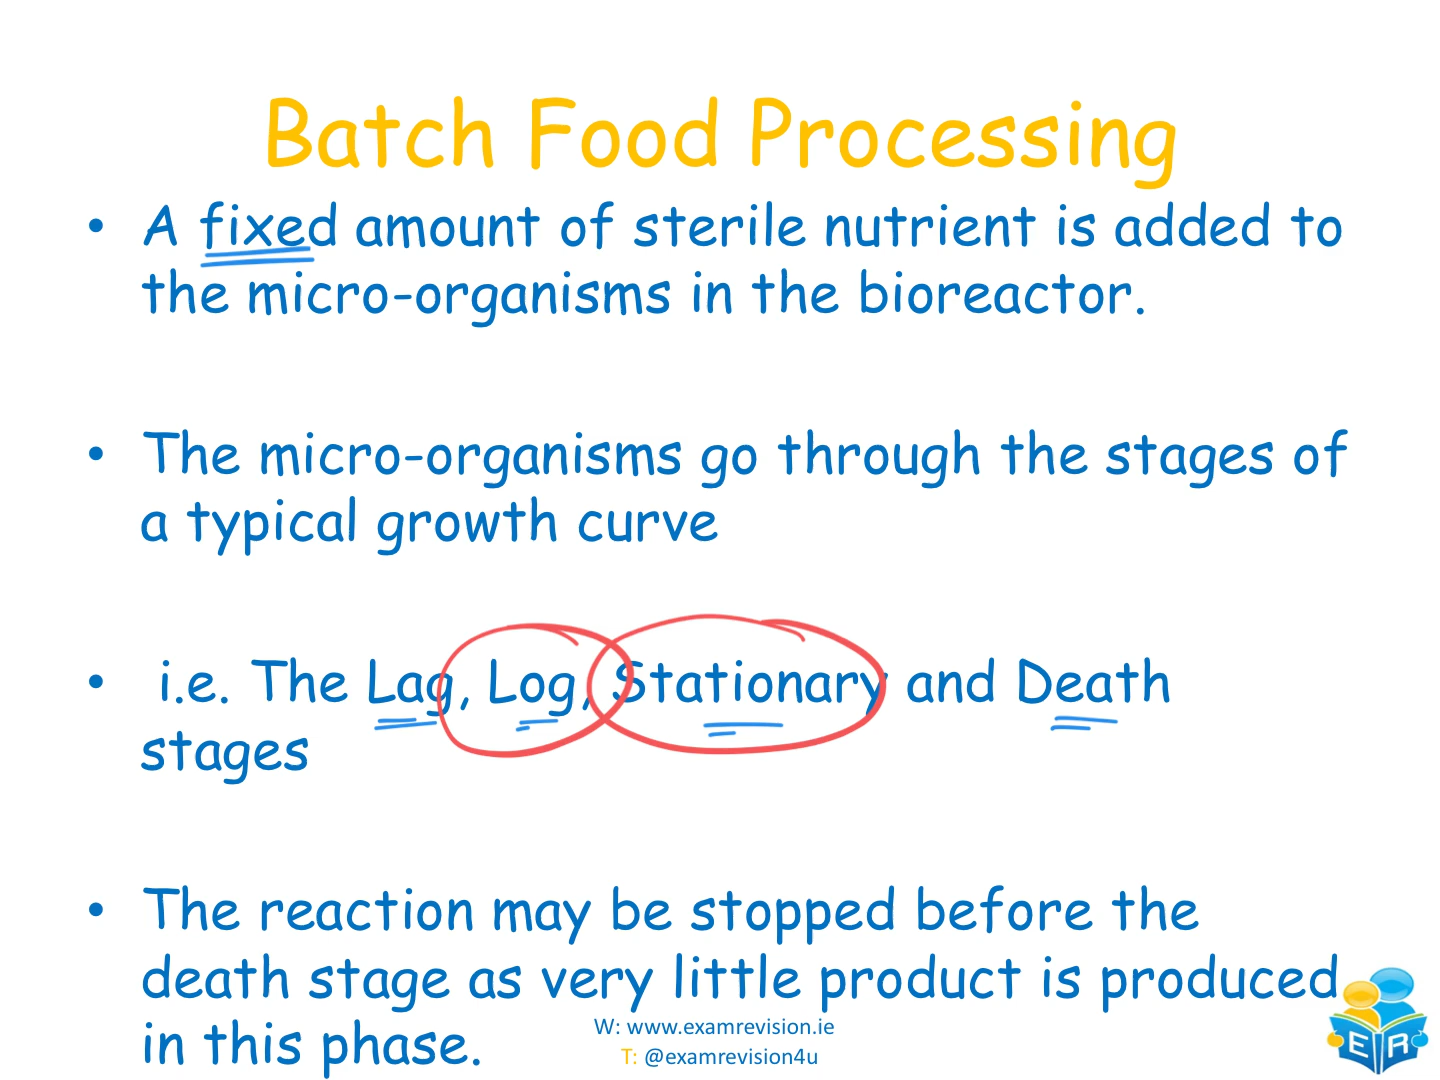 Batch Food Processing
• A fixed amount of sterile nutrient is added to
the micro-organisms in the bioreactor.
• The micro-organisms go through the stages of
a typical growth curve
• i.e. The Lag, Log, Stationary and Death
stages
• The reaction may be stopped before the
death stage as very little product is produced
in this phase.
W: www.examrevision.ie
T: @examrevision4u
E R